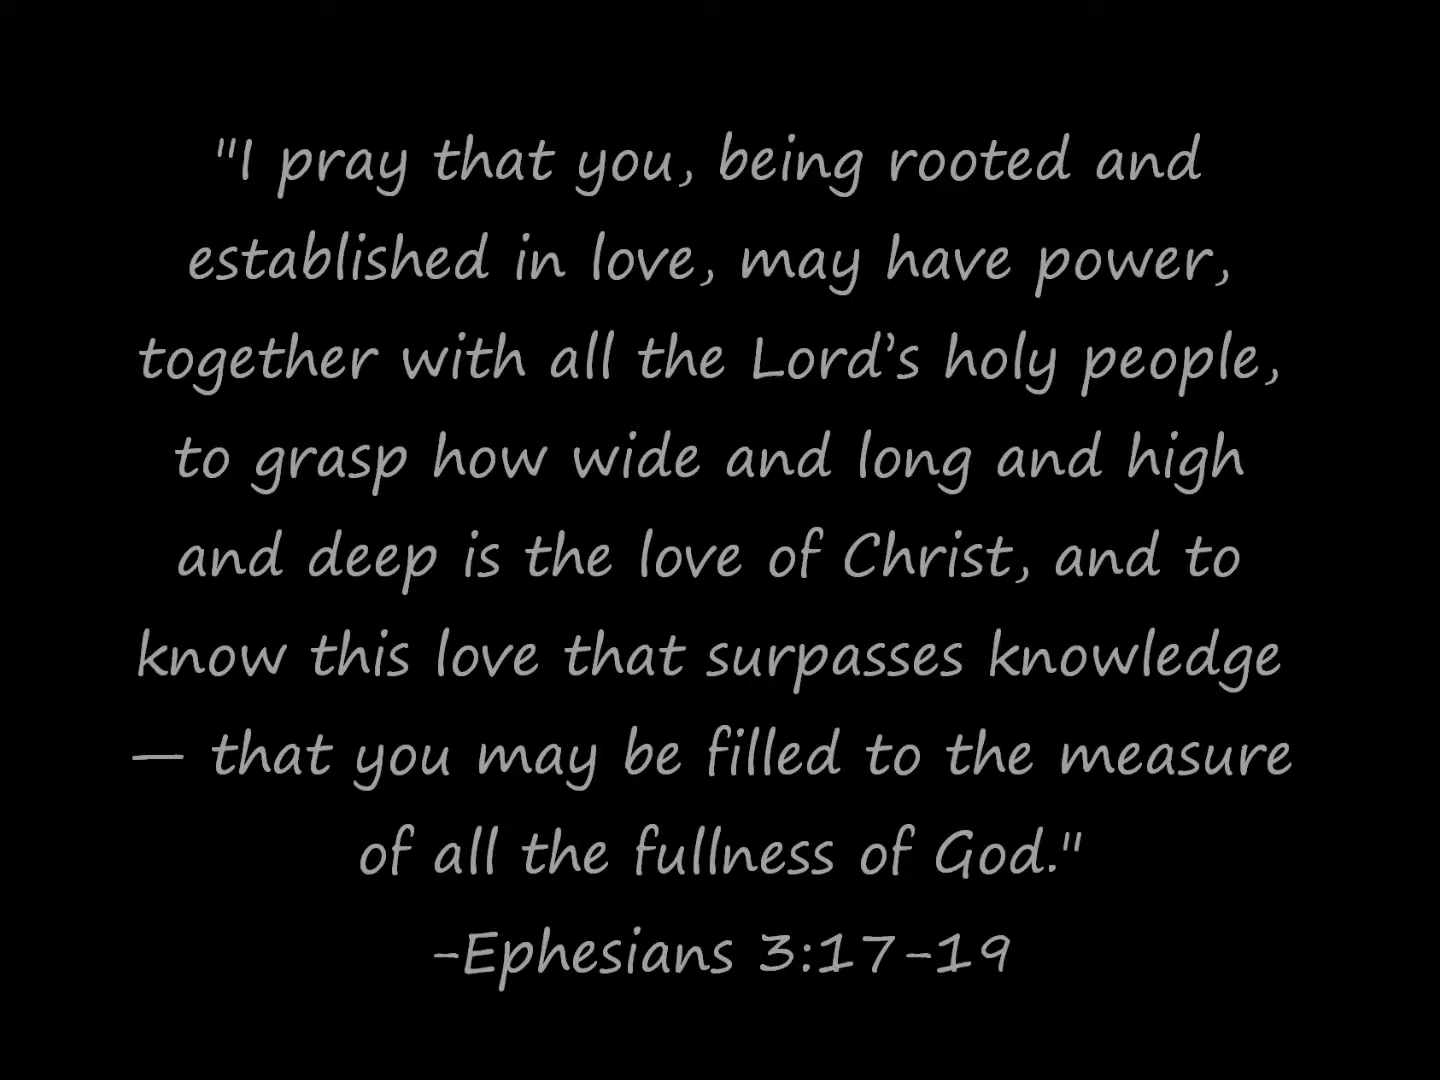 "I pray that you, being rooted and
established in love, may have power,
together with all the Lord’s holy people,
to grasp how wide and long and high
and deep is the love of Christ, and to
know this love that surpasses knowledge
— that you may be filled to the measure
of all the fullness of God."
-Ephesians 3:17-19